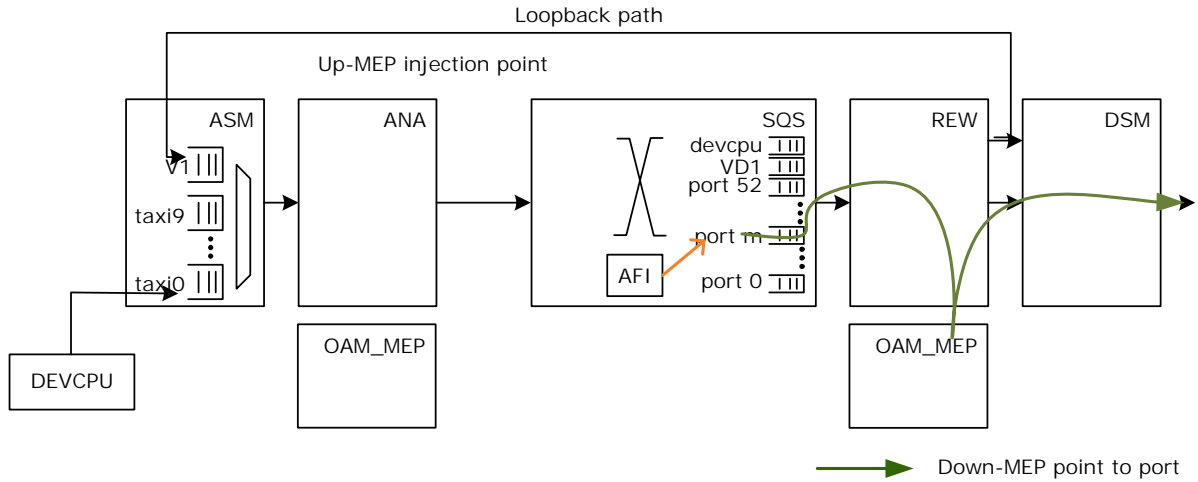 Loopback path
Up-MEP injection point
ASM
ANA
SQS
REW
DSM
devcpu
VD1
port 52
V1
taxi9
port m
taxi0
AFI
port 0
OAM_MEP
OAM_MEP
DEVCPU
Down-MEP point to port